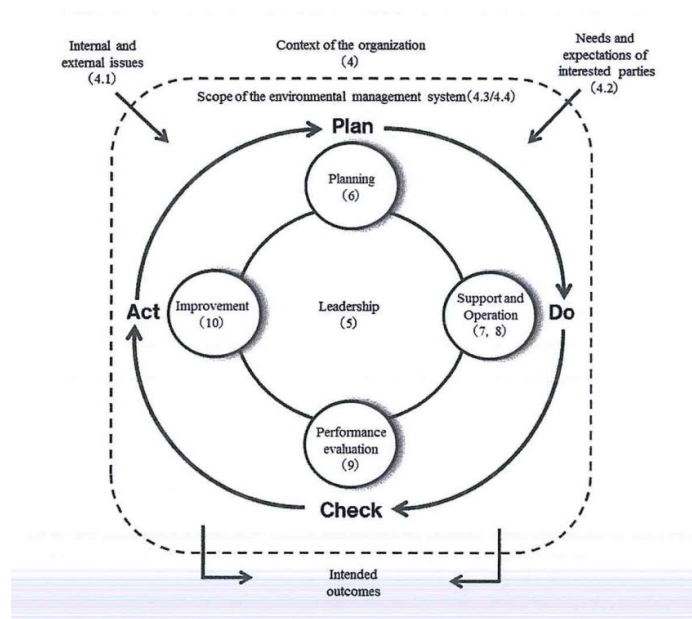 Internal and
external issues
(4.1)
Context of the organization
(4)
Needs and
expectations of
interested parties
(4.2)
Scope of the environmental management system(4.3/4.4)
Plan
Planning
(6)
Act
Improvement
(10)
Leadership
(5)
Support and
Operation
(7, 8)
Do
Performance
evaluation
(9)
Check
Intended
outcomes